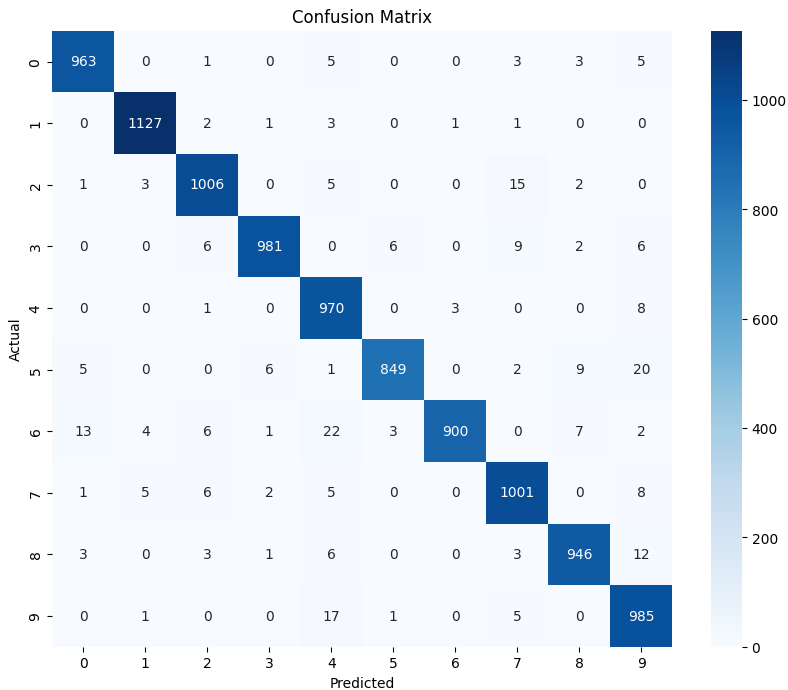 Confusion Matrix
0 963 0 1 0 5 0 0 3 3 5
1 0 1127 2 1 3 0 1 1 0 0
2 1 3 1006 0 5 0 0 15 2 0
3 0 0 6 981 0 6 0 9 2 6
4 0 0 1 0 970 0 3 0 0 8
5 5 0 0 6 1 849 0 2 9 20
6 13 4 6 1 22 3 900 0 7 2
7 1 5 6 2 5 0 0 1001 0 8
8 3 0 3 1 6 0 0 3 946 12
9 0 1 0 0 17 1 0 5 0 985
0 1 2 3 4 5 6 7 8 9
Predicted
Actual
1000
800
600
400
200
0